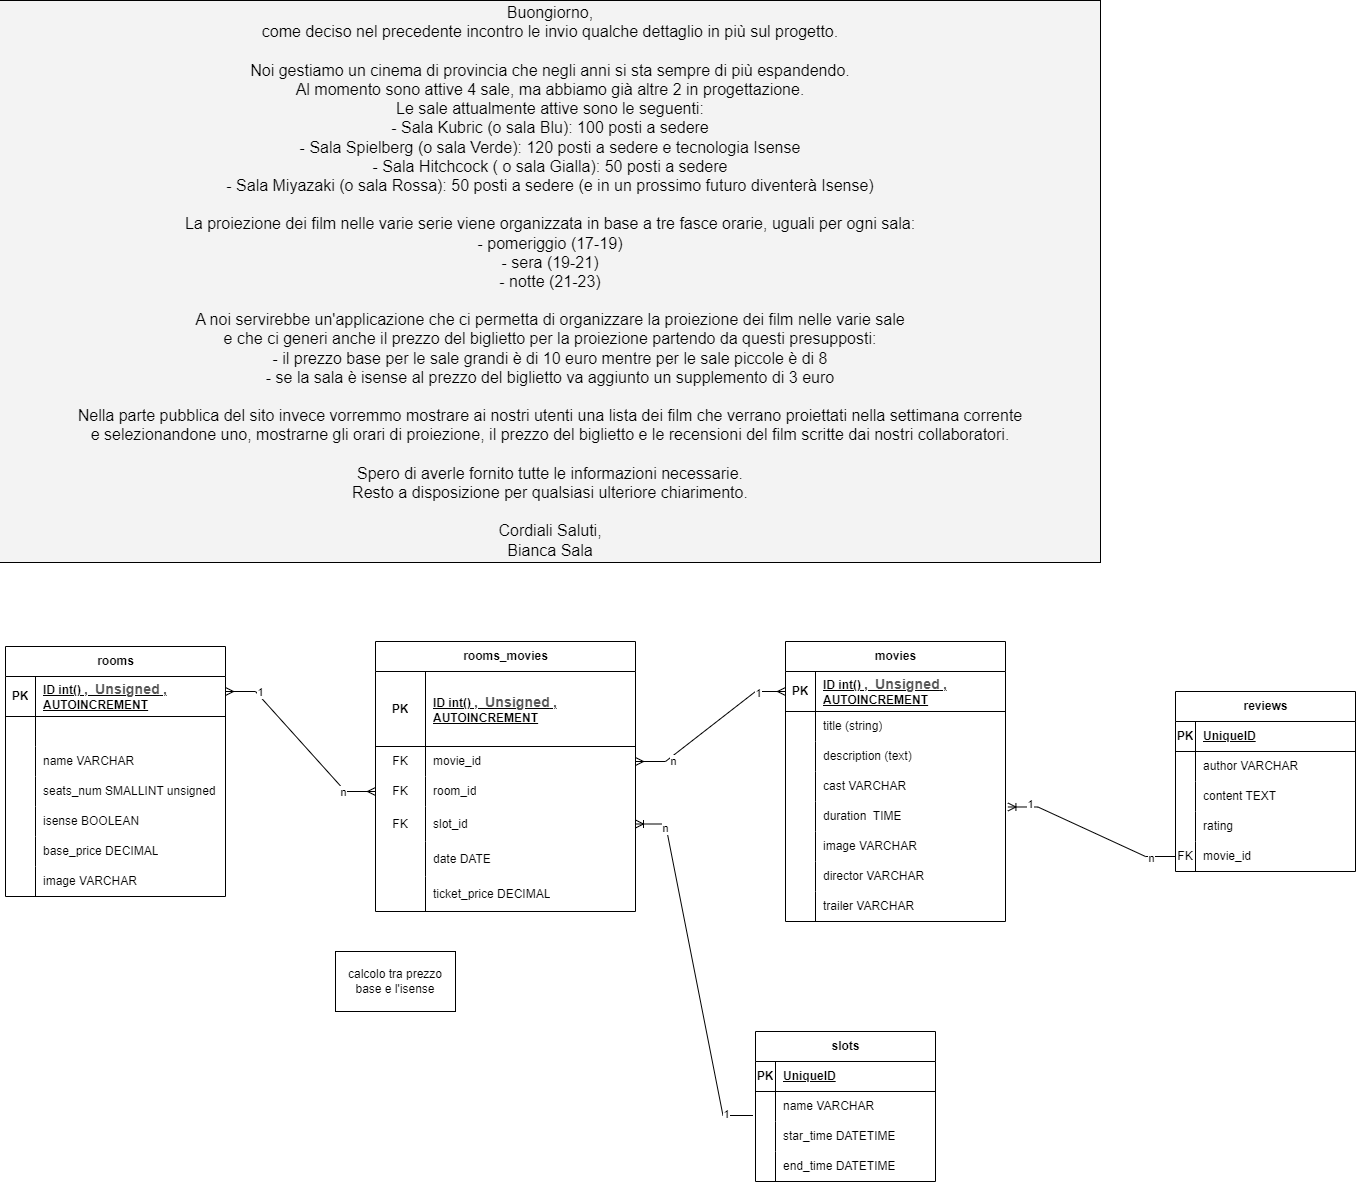 Buongiorno,
come deciso nel precedente incontro le invio qualche dettaglio in più sul progetto.
Noi gestiamo un cinema di provincia che negli anni si sta sempre di più espandendo.
Al momento sono attive 4 sale, ma abbiamo già altre 2 in progettazione.
Le sale attualmente attive sono le seguenti:
- Sala Kubric (o sala Blu): 100 posti a sedere
- Sala Spielberg (o sala Verde): 120 posti a sedere e tecnologia Isense
- Sala Hitchcock ( o sala Gialla): 50 posti a sedere
- Sala Miyazaki (o sala Rossa): 50 posti a sedere (e in un prossimo futuro diventerà Isense)
La proiezione dei film nelle varie serie viene organizzata in base a tre fasce orarie, uguali per ogni sala:
- pomeriggio (17-19)
- sera (19-21)
- notte (21-23)
A noi servirebbe un'applicazione che ci permetta di organizzare la proiezione dei film nelle varie sale
e che ci generi anche il prezzo del biglietto per la proiezione partendo da questi presupposti:
- il prezzo base per le sale grandi è di 10 euro mentre per le sale piccole è di 8
- se la sala è isense al prezzo del biglietto va aggiunto un supplemento di 3 euro
Nella parte pubblica del sito invece vorremmo mostrare ai nostri utenti una lista dei film che verrano proiettati nella settimana corrente
e selezionandone uno, mostrarne gli orari di proiezione, il prezzo del biglietto e le recensioni del film scritte dai nostri collaboratori.
Spero di averle fornito tutte le informazioni necessarie.
Resto a disposizione per qualsiasi ulteriore chiarimento.
Cordiali Saluti,
Bianca Sala
rooms
PK ID int() , Unsigned ,
AUTOINCREMENT
name VARCHAR
seats_num SMALLINT unsigned
isense BOOLEAN
base_price DECIMAL
image VARCHAR
1
n
rooms_movies
PK ID int() , Unsigned ,
AUTOINCREMENT
FK movie_id
FK room_id
FK slot_id
date DATE
ticket_price DECIMAL
calcolo tra prezzo
base e l'isense
1
n
n
1
movies
PK ID int() , Unsigned ,
AUTOINCREMENT
title (string)
description (text)
cast VARCHAR
duration TIME
image VARCHAR
director VARCHAR
trailer VARCHAR
1
n
reviews
PK UniqueID
author VARCHAR
content TEXT
rating
FK movie_id
slots
PK UniqueID
name VARCHAR
star_time DATETIME
end_time DATETIME